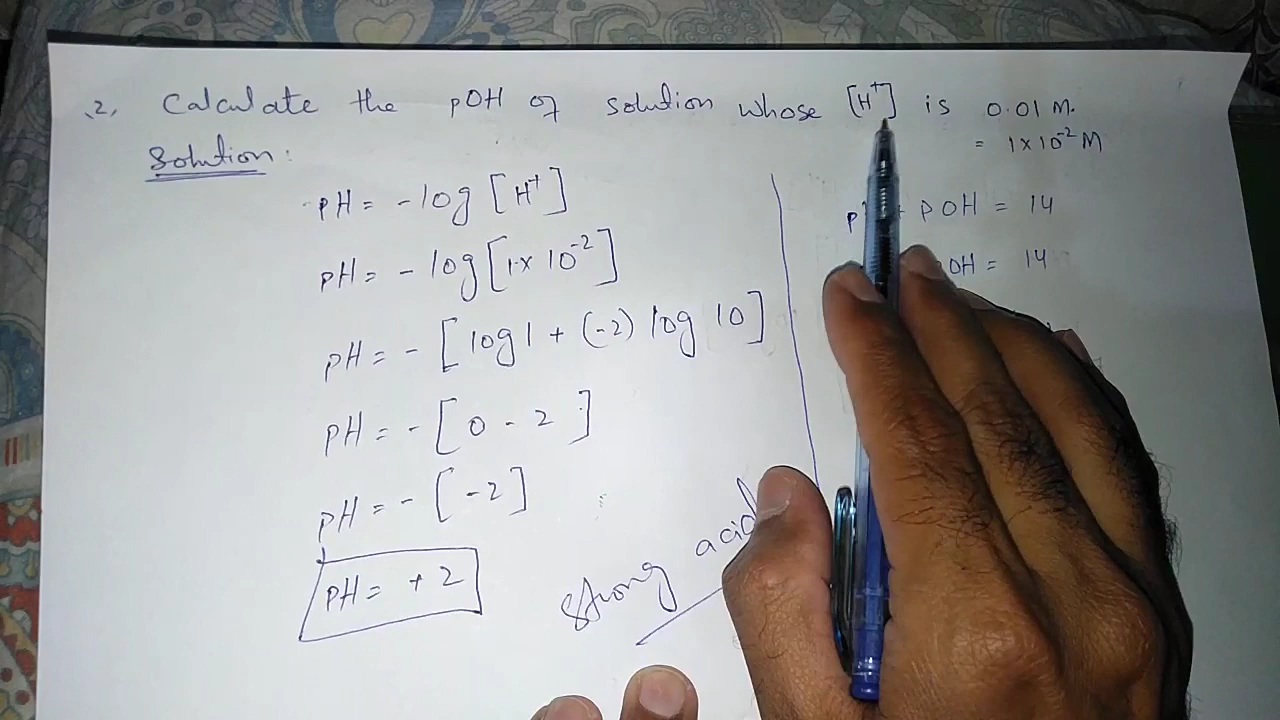 2. Calculate the pOH of solution whose [H⁺] is 0.01 M.
= 1 × 10⁻² M
Solution:
pH = -log [H⁺]
pH = - log [1 × 10⁻²]
pH = - [log 1 + (-2) log 10]
pH = - [0 - 2]
pH = - [-2]
pH = + 2
strong acid
pOH = 14
= 14